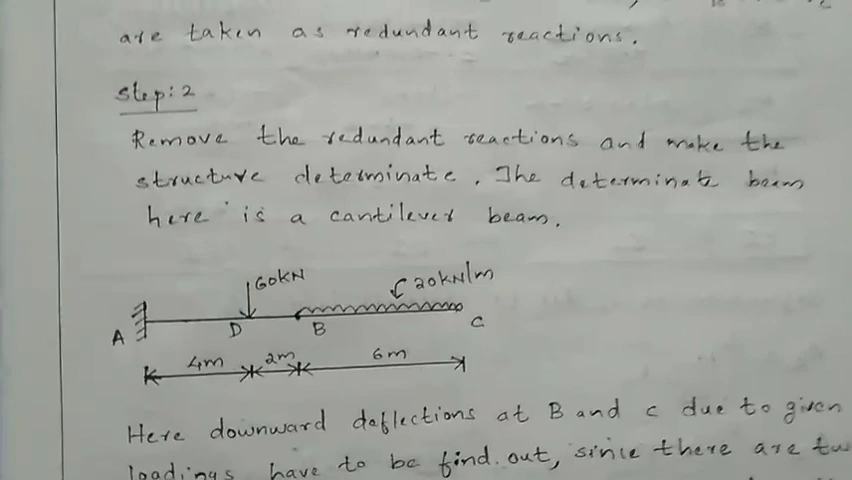 are taken as redundant reactions.
Step:2
Remove the redundant reactions and make the
structure determinate. The determinate beam
here is a cantilever beam.
60kN
20kN/m
A D B C
4m 2m 6m
Here downward deflections at B and c due to given
loadings have to be find out, since there are